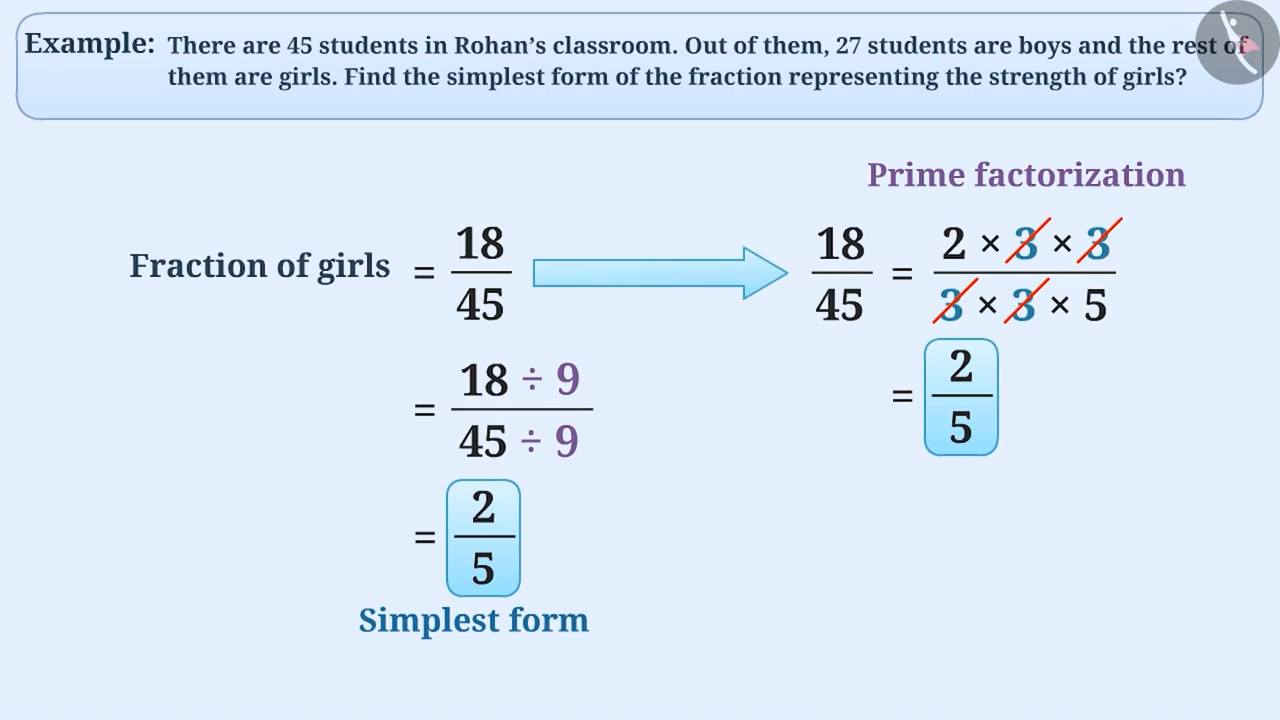 Example: There are 45 students in Rohan’s classroom. Out of them, 27 students are boys and the rest of
them are girls. Find the simplest form of the fraction representing the strength of girls?
Prime factorization
Fraction of girls = 18/45
18/45 = 2 × 3 × 3 / 3 × 3 × 5
= 18 ÷ 9 / 45 ÷ 9
= 2/5
= 2/5
Simplest form